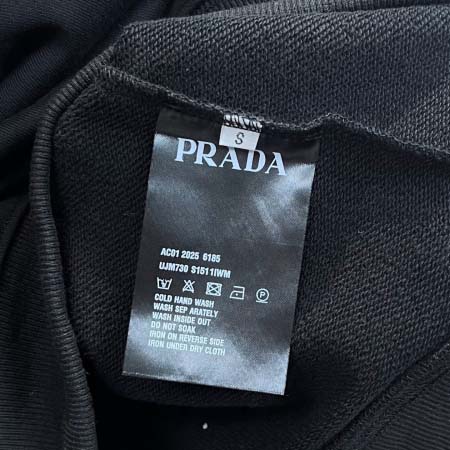 S
PRADA
AC01 2025 6185
UJM730 S1511IWM
COLD HAND WASH
WASH SEP ARATELY
WASH INSIDE OUT
DO NOT SOAK
IRON ON REVERSE SIDE
IRON UNDER DRY CLOTH